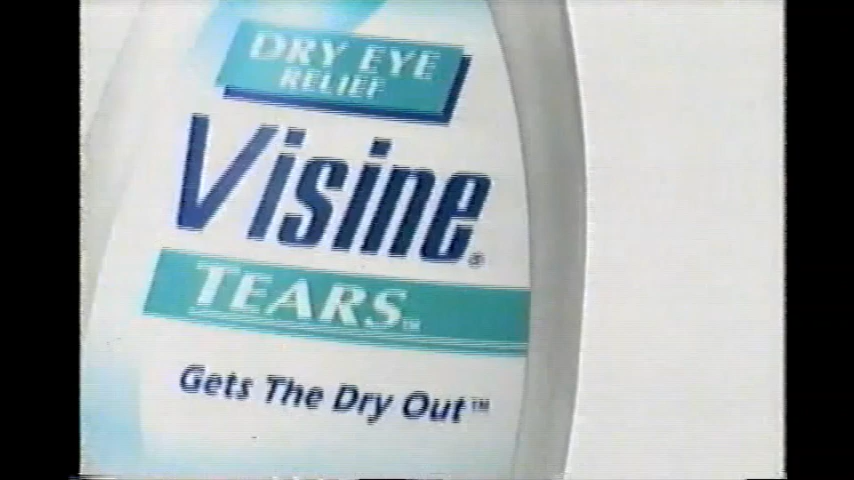 DRY EYE
RELIEF
Visine®
TEARS™
Gets The Dry Out™